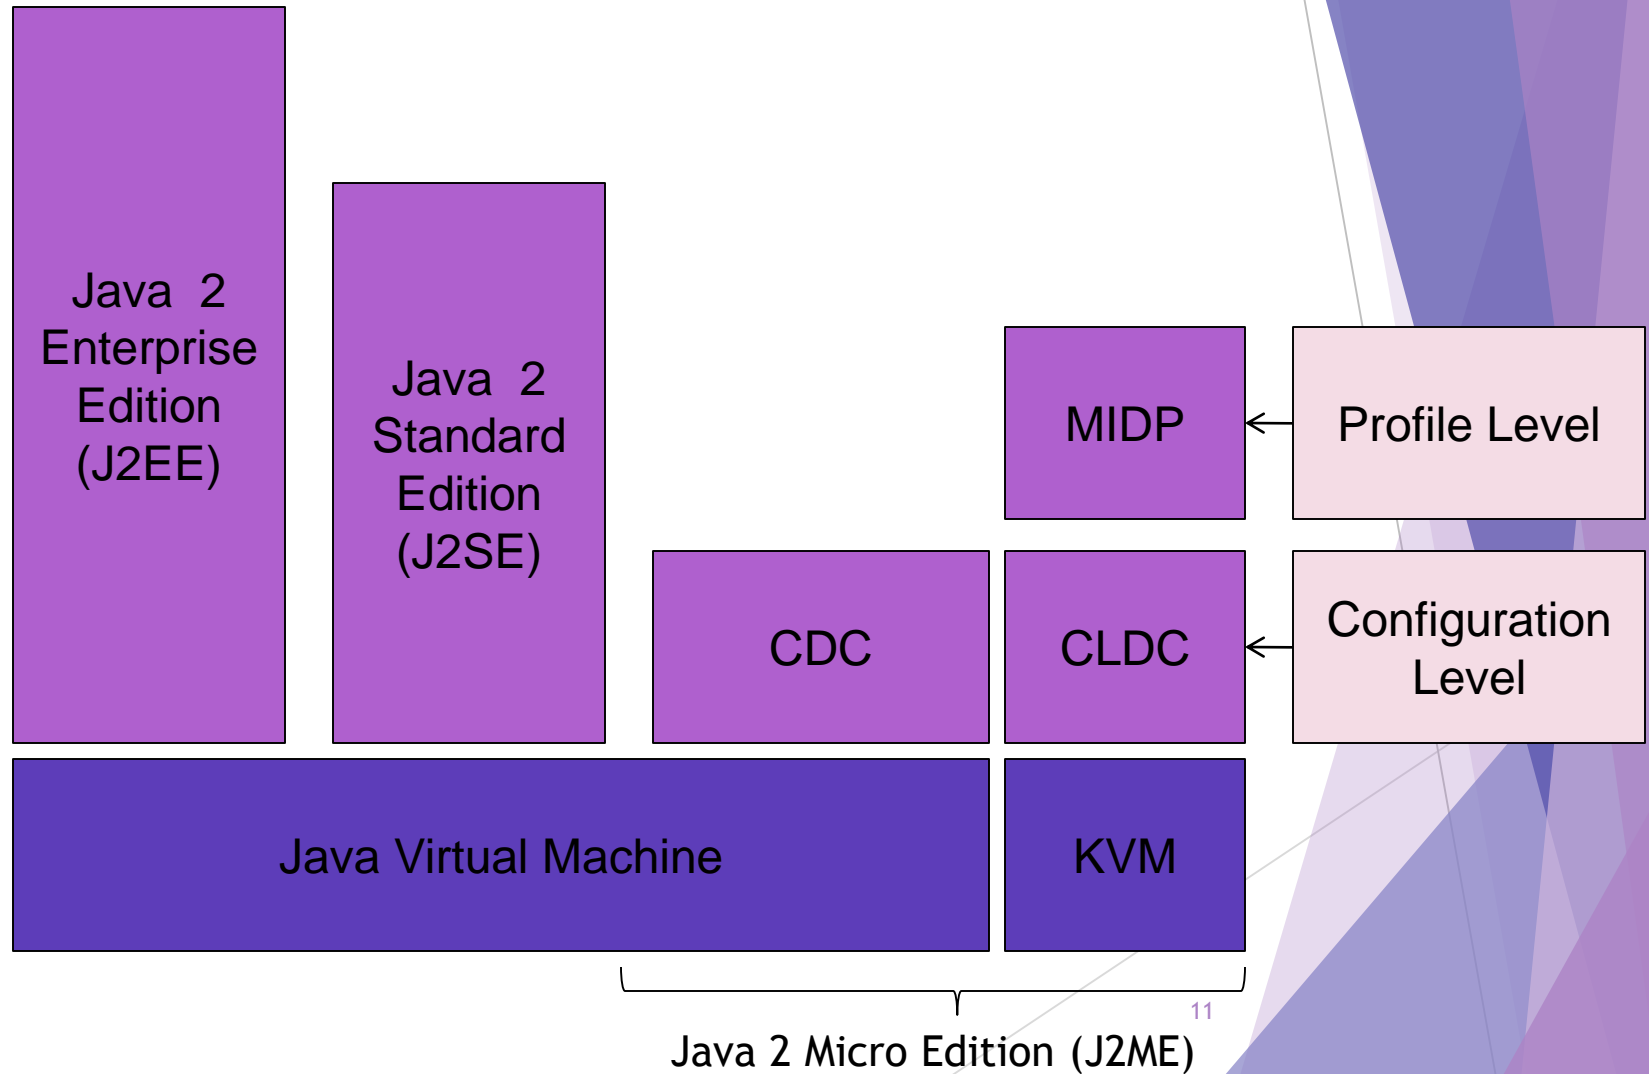 Java 2
Enterprise
Edition
(J2EE)
Java 2
Standard
Edition
(J2SE)
MIDP
Profile Level
CDC
CLDC
Configuration
Level
Java Virtual Machine
KVM
11
Java 2 Micro Edition (J2ME)